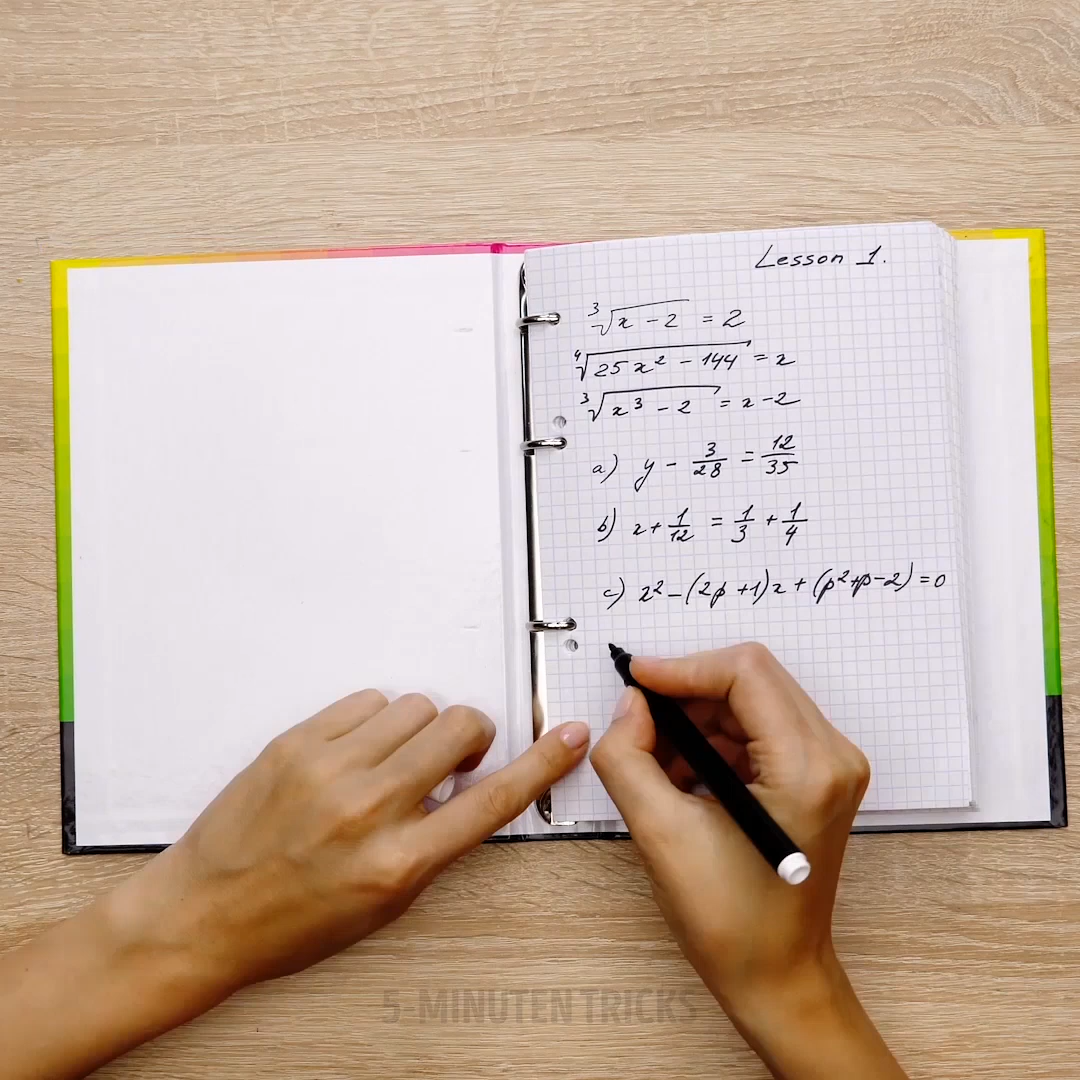 Lesson 1.
∛(x - 2) = 2
∜(25x² - 144) = x
∛(x³ - 2) = x - 2
a) y - 3/28 = 12/35
b) x + 1/12 = 1/3 + 1/4
c) x² - (2p + 1)x + (p² + p - 2) = 0
5-MINUTEN TRICKS